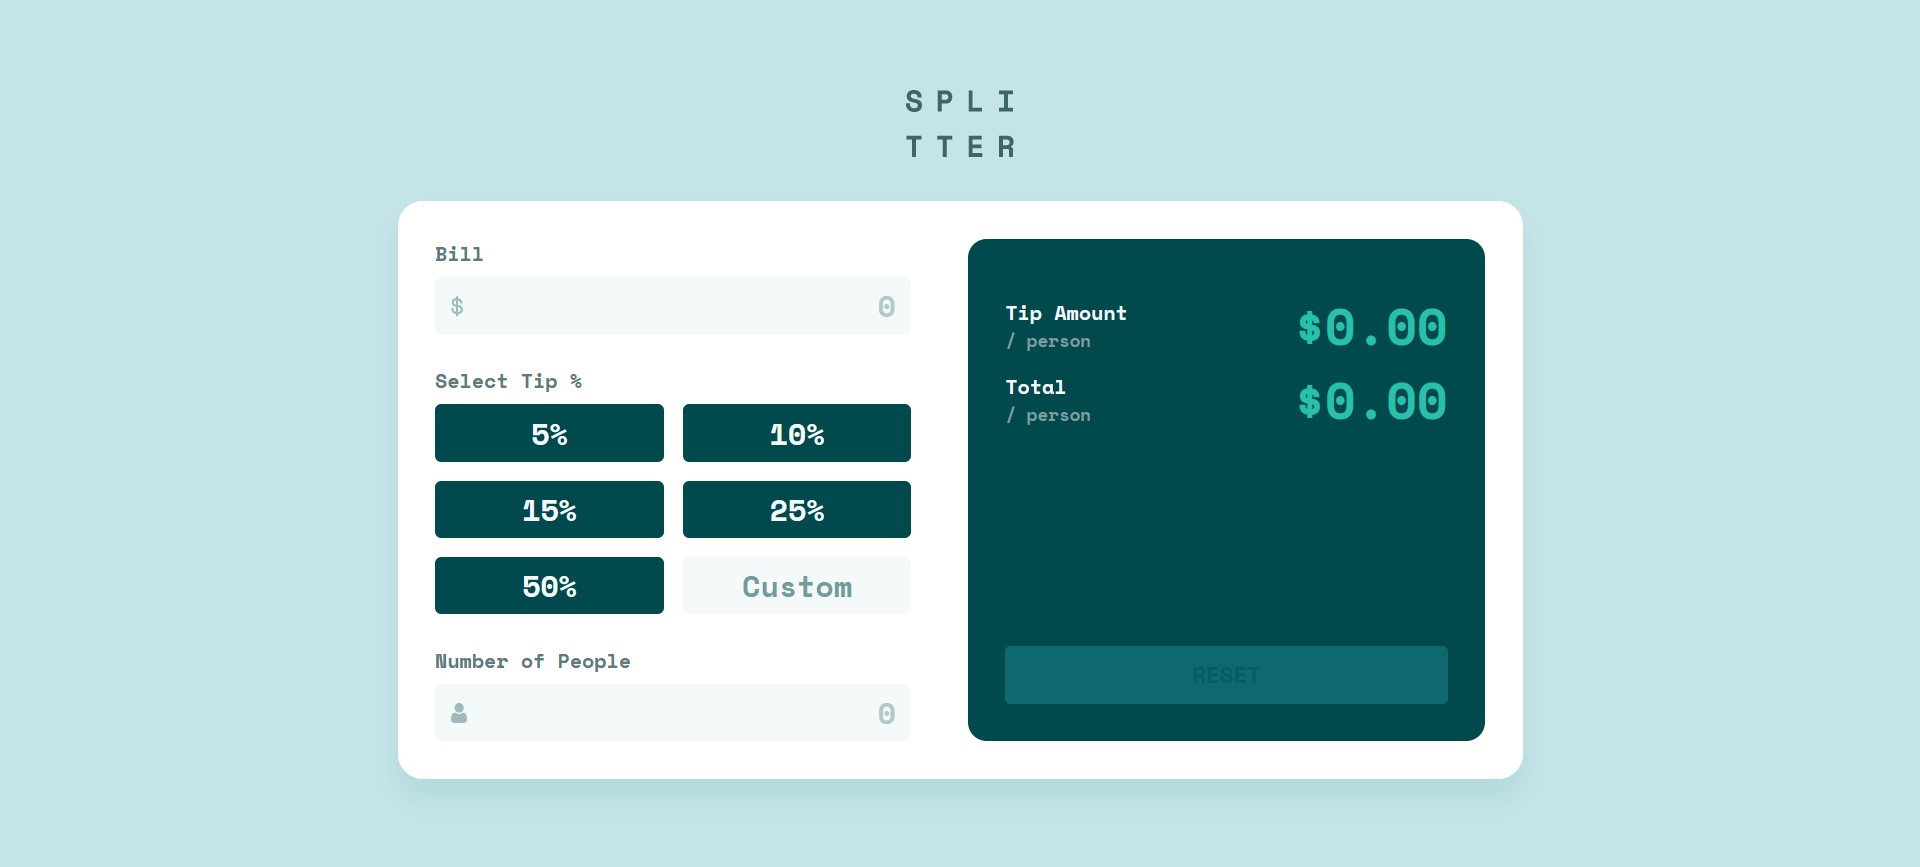 SPLI
TTER
Bill
$ 0
Select Tip %
5% 10%
15% 25%
50% Custom
Number of People
0
Tip Amount
/ person
$0.00
Total
/ person
$0.00
RESET